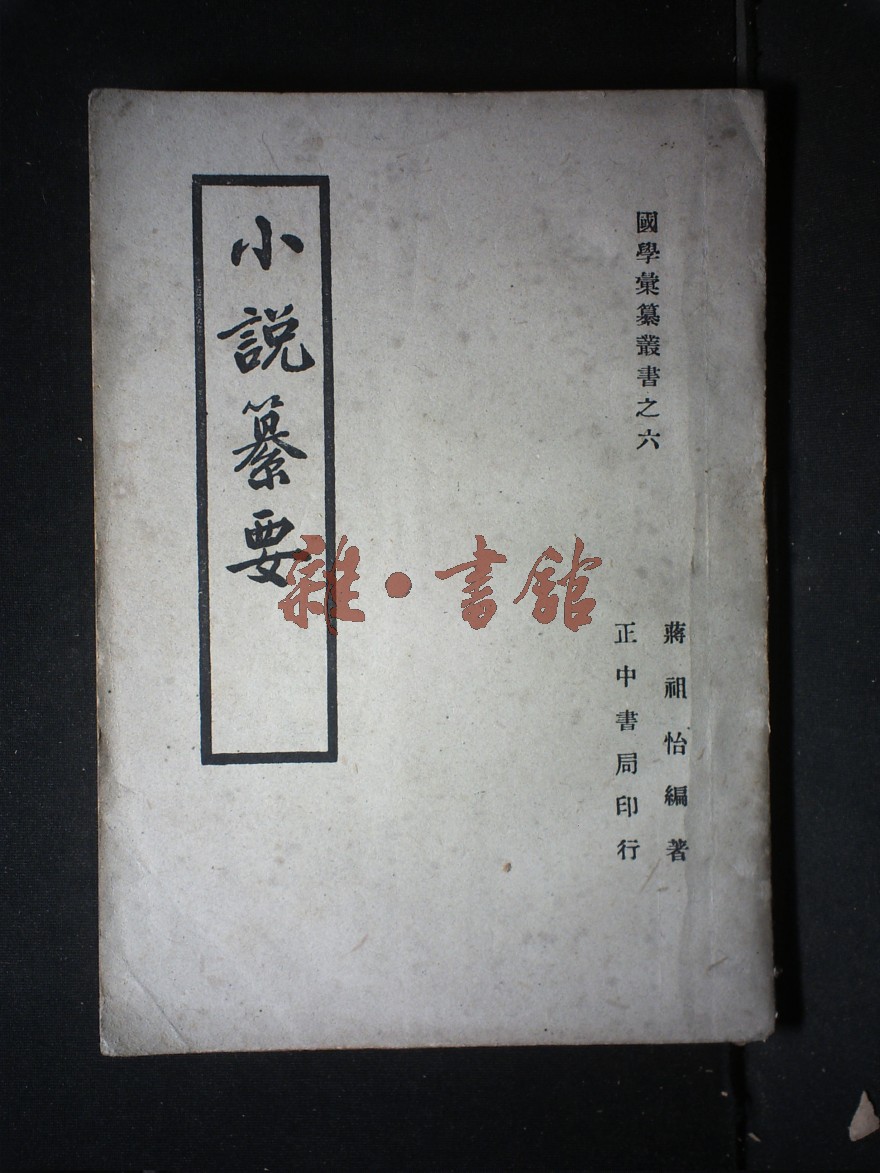 國學彙纂叢書之六
蔣祖怡編著
正中書局印行
小說纂要
雜·書館